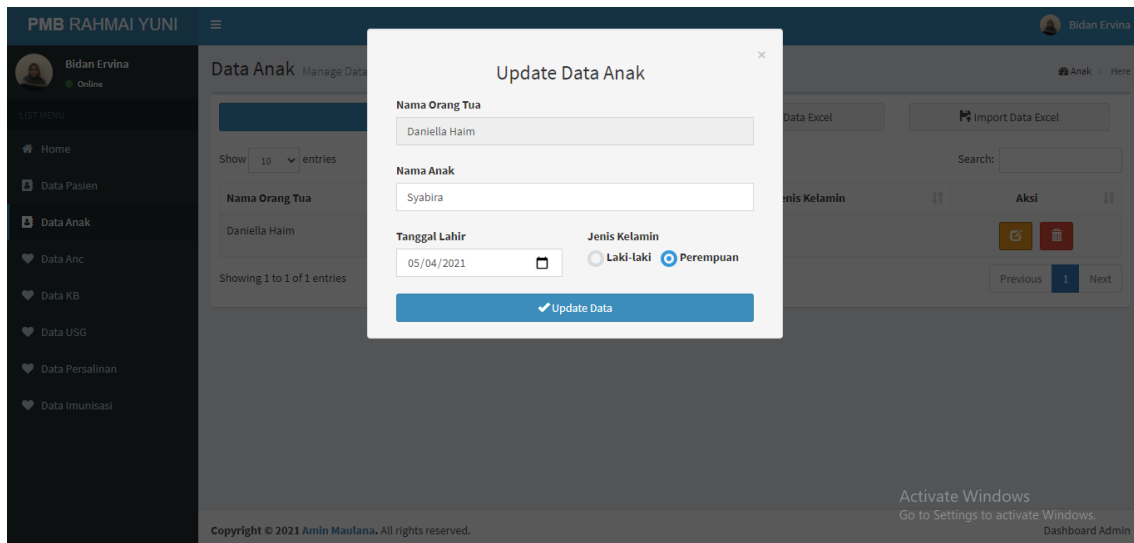 PMB RAHMAI YUNI
Bidan Ervina
Bidan Ervina
Online
LIST MENU
Home
Data Pasien
Data Anak
Data Anc
Data KB
Data USG
Data Persalinan
Data Imunisasi
Data Anak Manage Data
Anak Here
Data Excel
Import Data Excel
Show 10 entries
Search:
Nama Orang Tua
enis Kelamin
Aksi
Daniella Haim
Showing 1 to 1 of 1 entries
Previous 1 Next
×
Update Data Anak
Nama Orang Tua
Daniella Haim
Nama Anak
Syabira
Tanggal Lahir
Jenis Kelamin
05/04/2021
Laki-laki Perempuan
Update Data
Activate Windows
Go to Settings to activate Windows.
Copyright © 2021 Amin Maulana. All rights reserved.
Dashboard Admin